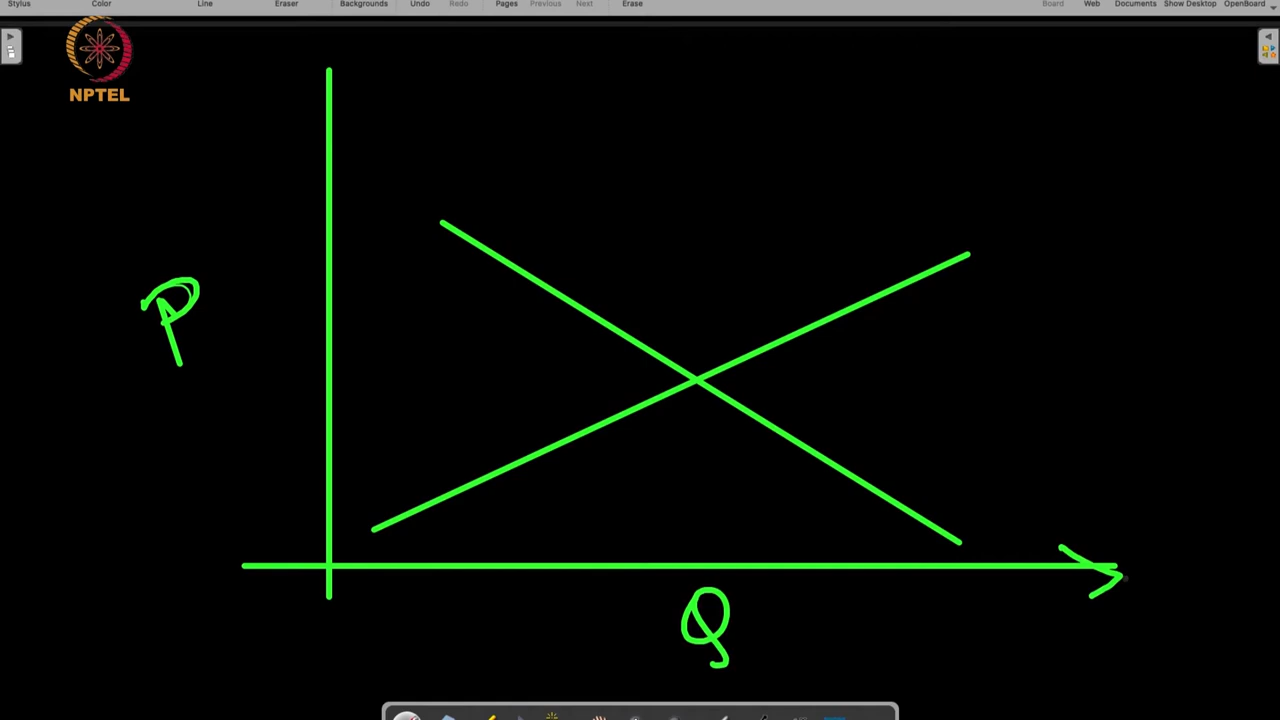 Stylus Color Line Eraser Backgrounds Undo Redo Pages Previous Next Erase Board Web Documents Show Desktop OpenBoard
NPTEL
P
Q